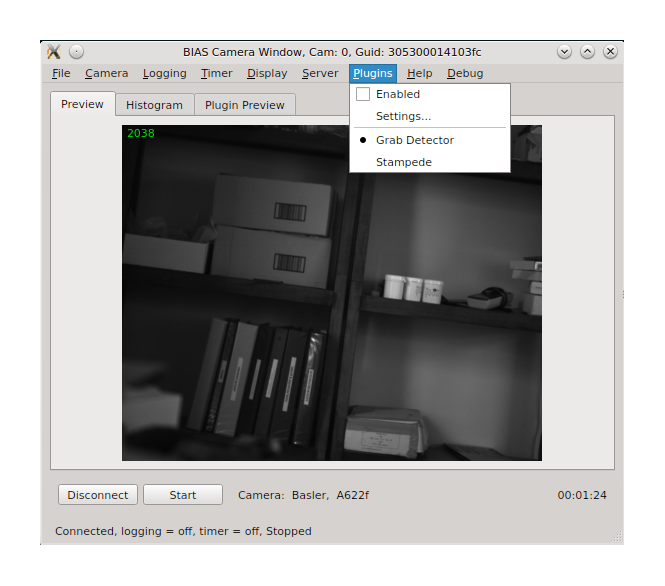 BIAS Camera Window, Cam: 0, Guid: 305300014103fc
File Camera Logging Timer Display Server Plugins Help Debug
Enabled
Settings...
Grab Detector
Stampede
Preview Histogram Plugin Preview
2038
Disconnect Start Camera: Basler, A622f 00:01:24
Connected, logging = off, timer = off, Stopped